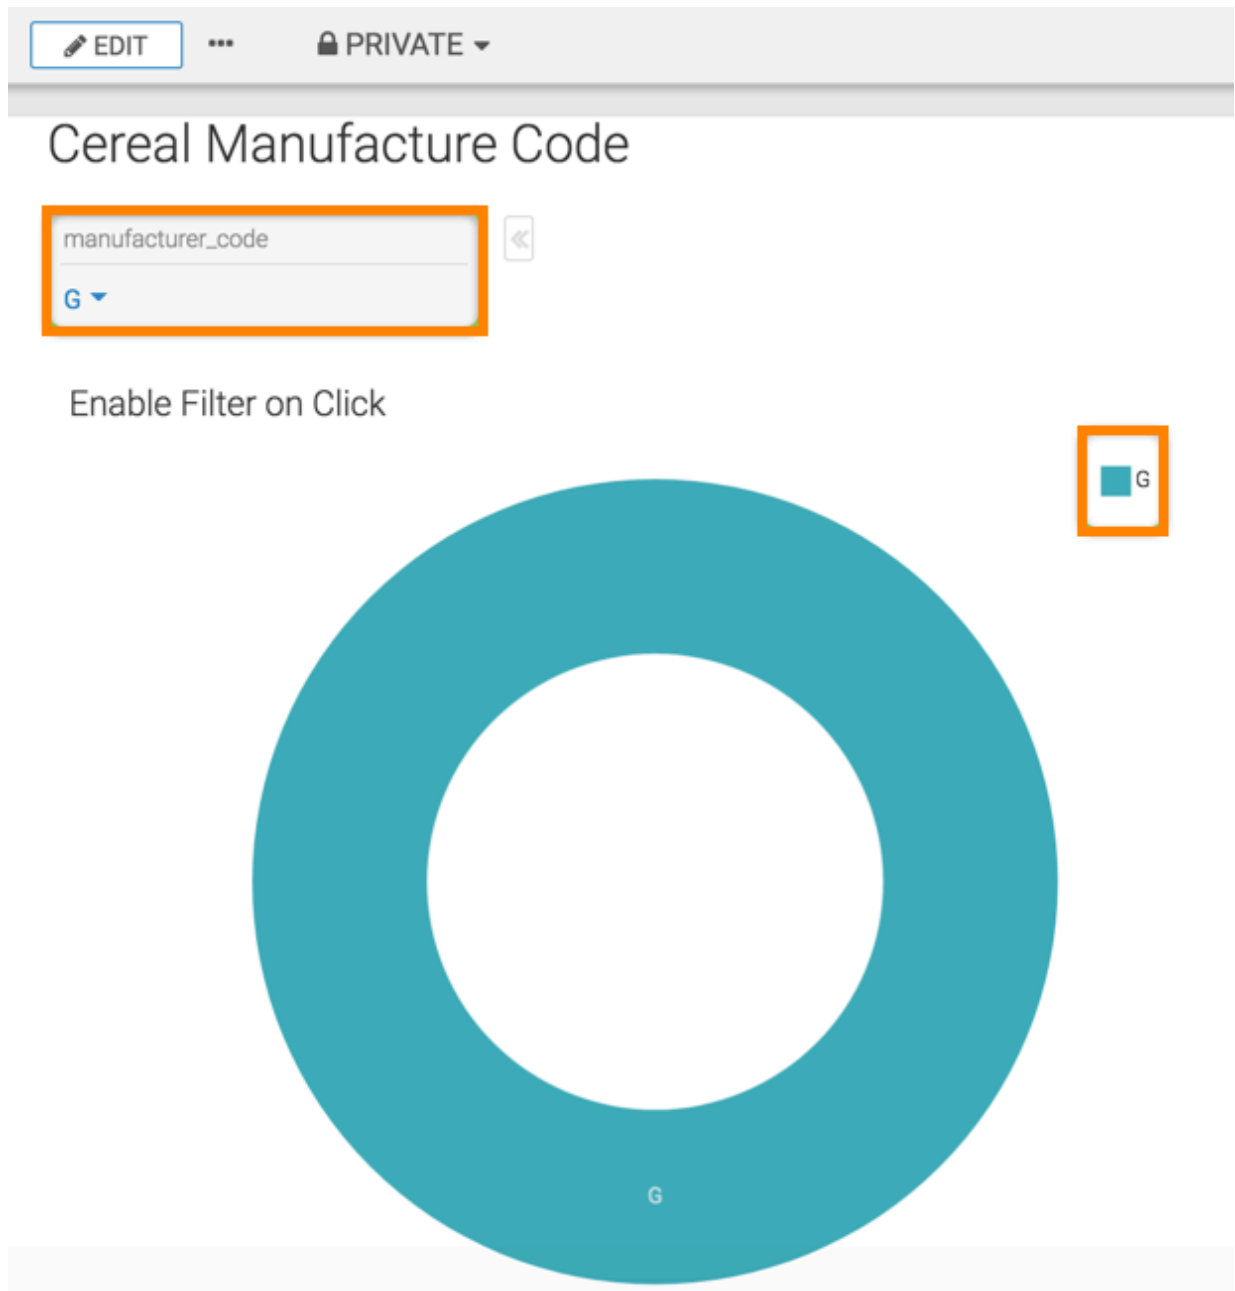 EDIT ••• PRIVATE
Cereal Manufacture Code
manufacturer_code
G
Enable Filter on Click
G
G